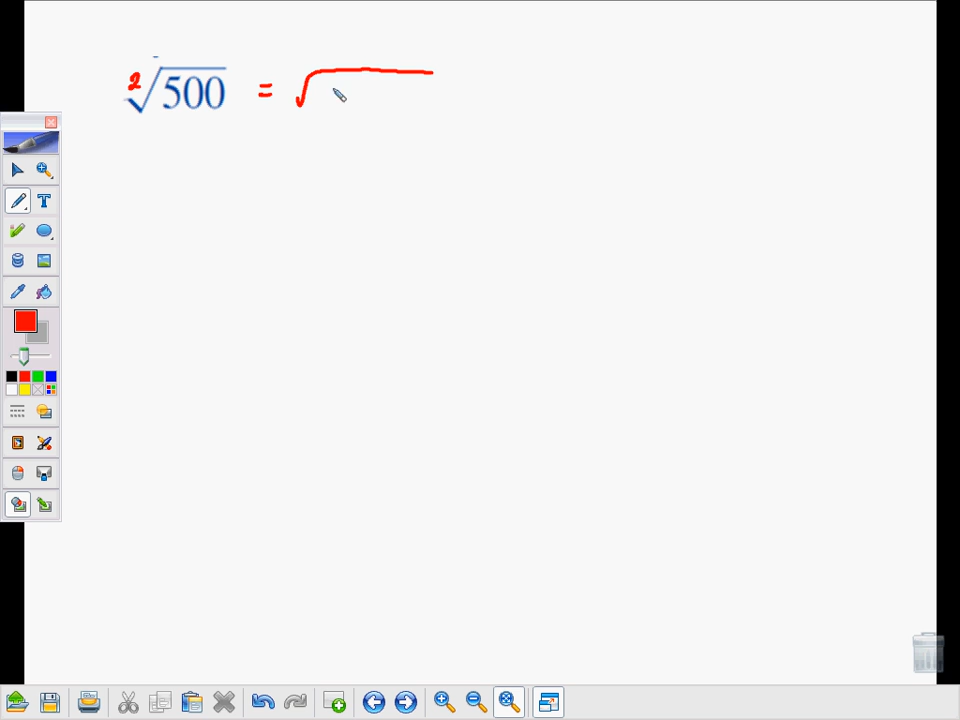 ²√500 = √